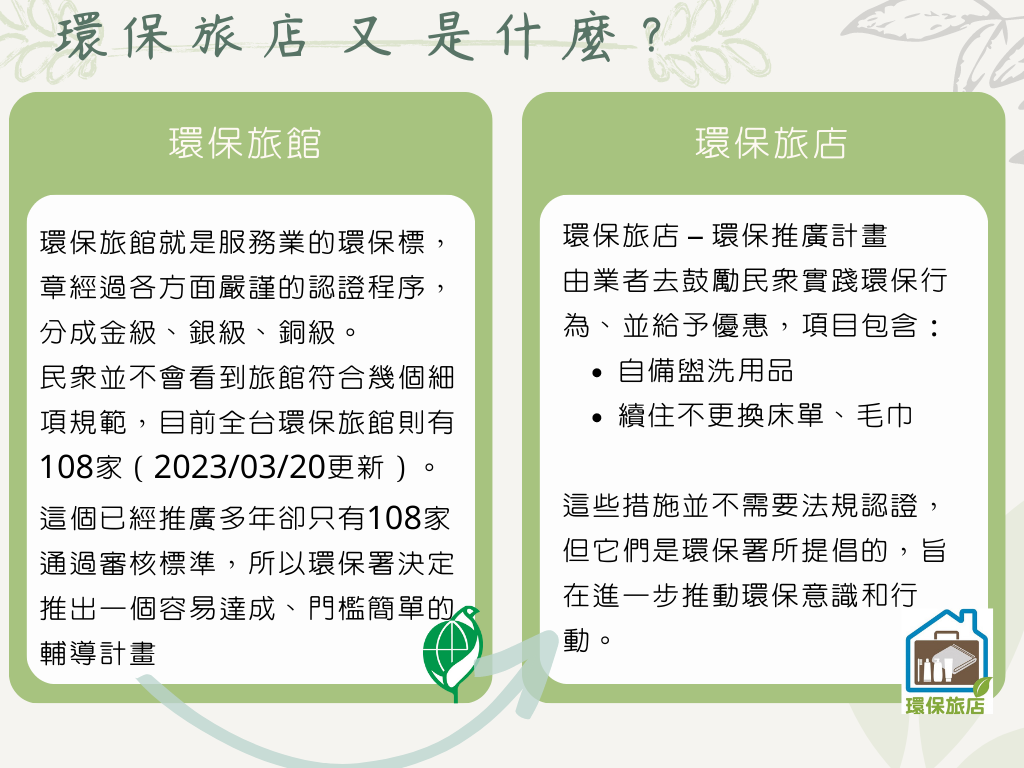 環保旅店又是什麼?
環保旅館
環保旅館就是服務業的環保標，
章經過各方面嚴謹的認證程序，
分成金級、銀級、銅級。
民衆並不會看到旅館符合幾個細
項規範，目前全台環保旅館則有
108家（2023/03/20更新）。
這個已經推廣多年卻只有108家
通過審核標準，所以環保署決定
推出一個容易達成、門檻簡單的
輔導計畫
環保旅店
環保旅店 – 環保推廣計畫
由業者去鼓勵民衆實踐環保行
為、並給予優惠，項目包含：
• 自備盥洗用品
• 續住不更換床單、毛巾
這些措施並不需要法規認證，
但它們是環保署所提倡的，旨
在進一步推動環保意識和行
動。
環保旅店